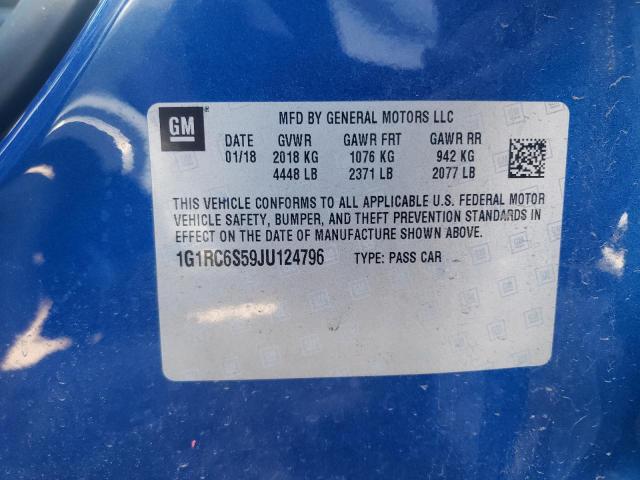 GM
MFD BY GENERAL MOTORS LLC
DATE GVWR GAWR FRT GAWR RR
01/18 2018 KG 1076 KG 942 KG
4448 LB 2371 LB 2077 LB
THIS VEHICLE CONFORMS TO ALL APPLICABLE U.S. FEDERAL MOTOR
VEHICLE SAFETY, BUMPER, AND THEFT PREVENTION STANDARDS IN
EFFECT ON THE DATE OF MANUFACTURE SHOWN ABOVE.
1G1RC6S59JU124796 TYPE: PASS CAR